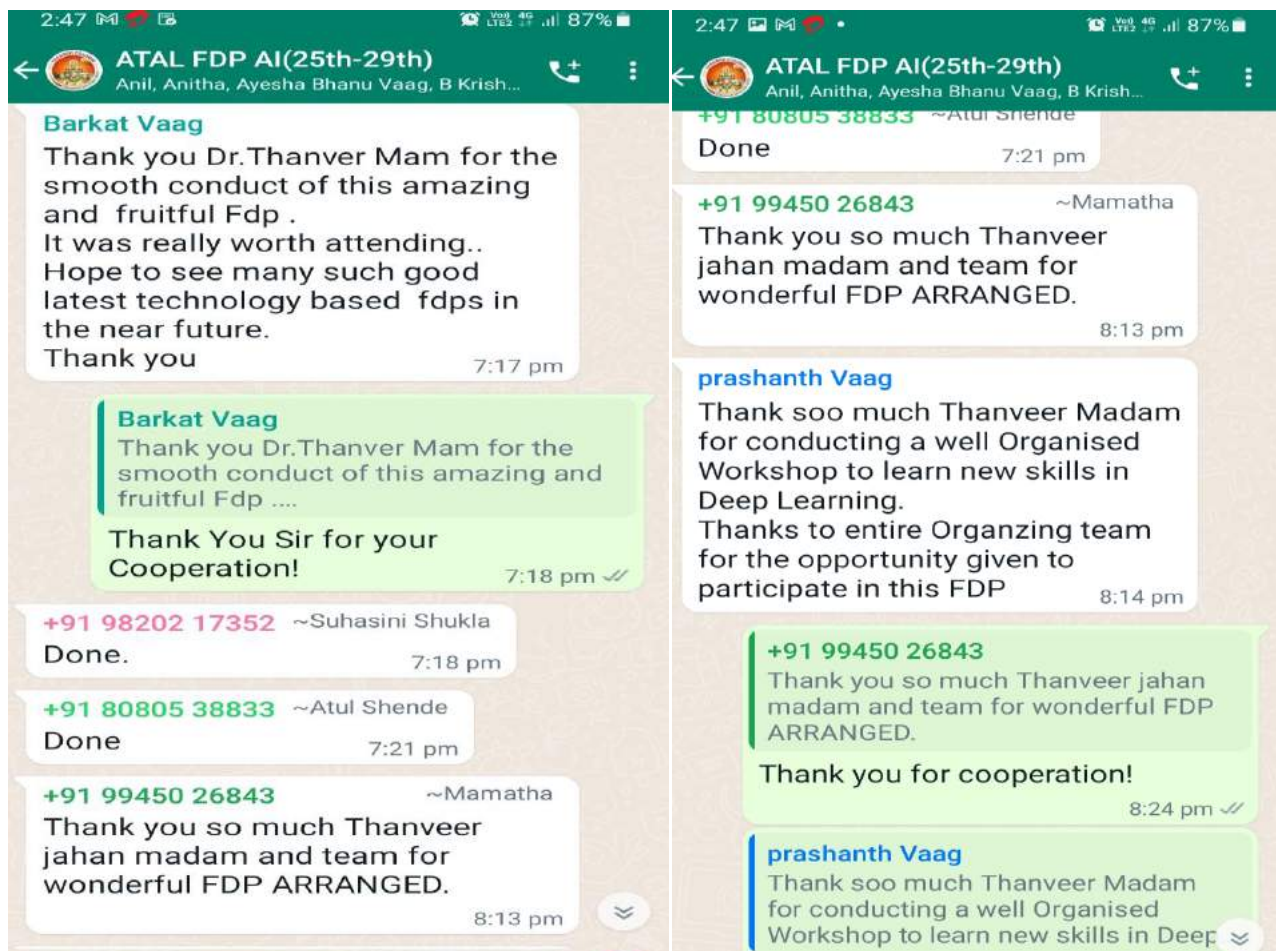 2:47
Vo)) 4G LTE2 87%
ATAL FDP AI(25th-29th)
Anil, Anitha, Ayesha Bhanu Vaag, B Krish...
Barkat Vaag
Thank you Dr.Thanver Mam for the
smooth conduct of this amazing
and fruitful Fdp .
It was really worth attending..
Hope to see many such good
latest technology based fdps in
the near future.
Thank you
7:17 pm
Barkat Vaag
Thank you Dr.Thanver Mam for the
smooth conduct of this amazing and
fruitful Fdp ....
Thank You Sir for your
Cooperation!
7:18 pm
+91 98202 17352 ~Suhasini Shukla
Done.
7:18 pm
+91 80805 38833 ~Atul Shende
Done
7:21 pm
+91 99450 26843 ~Mamatha
Thank you so much Thanveer
jahan madam and team for
wonderful FDP ARRANGED.
8:13 pm
2:47
Vo)) 4G LTE2 87%
ATAL FDP AI(25th-29th)
Anil, Anitha, Ayesha Bhanu Vaag, B Krish...
+91 80805 38833 ~Atul Shende
Done
7:21 pm
+91 99450 26843 ~Mamatha
Thank you so much Thanveer
jahan madam and team for
wonderful FDP ARRANGED.
8:13 pm
prashanth Vaag
Thank soo much Thanveer Madam
for conducting a well Organised
Workshop to learn new skills in
Deep Learning.
Thanks to entire Organzing team
for the opportunity given to
participate in this FDP
8:14 pm
+91 99450 26843
Thank you so much Thanveer jahan
madam and team for wonderful FDP
ARRANGED.
Thank you for cooperation!
8:24 pm
prashanth Vaag
Thank soo much Thanveer Madam
for conducting a well Organised
Workshop to learn new skills in Deep